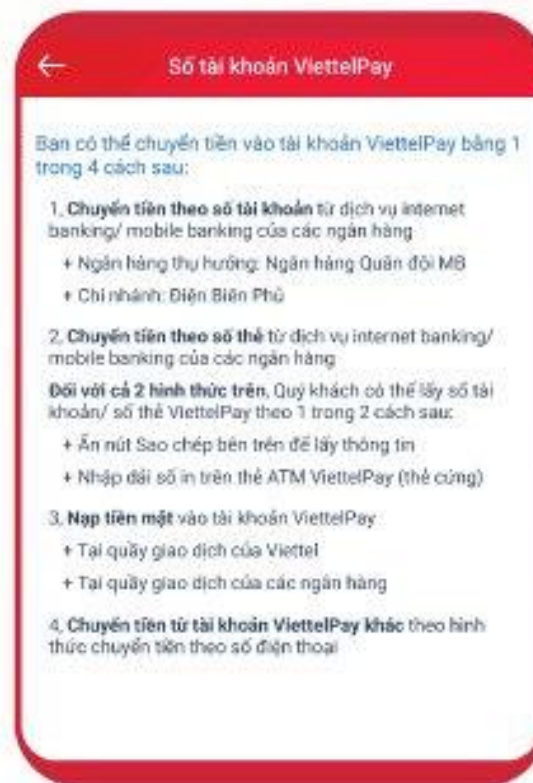 Số tài khoản ViettelPay
Bạn có thể chuyển tiền vào tài khoản ViettelPay bằng 1
trong 4 cách sau:
1, Chuyển tiền theo số tài khoản từ dịch vụ internet
banking/ mobile banking của các ngân hàng
+ Ngân hàng thụ hưởng: Ngân hàng Quân đội MB
+ Chi nhánh: Điện Biên Phủ
2, Chuyển tiền theo số thẻ từ dịch vụ internet banking/
mobile banking của các ngân hàng
Đối với cả 2 hình thức trên, Quý khách có thể lấy số tài
khoản/ số thẻ ViettelPay theo 1 trong 2 cách sau:
+ Ấn nút Sao chép bên trên để lấy thông tin
+ Nhập dải số in trên thẻ ATM ViettelPay (thẻ cứng)
3, Nạp tiền mặt vào tài khoản ViettelPay
+ Tại quầy giao dịch của Viettel
+ Tại quầy giao dịch của các ngân hàng
4, Chuyển tiền từ tài khoản ViettelPay khác theo hình
thức chuyển tiền theo số điện thoại